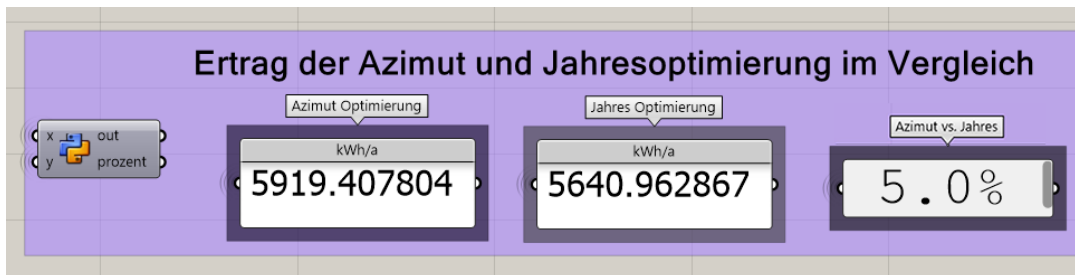 Ertrag der Azimut und Jahresoptimierung im Vergleich
Azimut Optimierung
Jahres Optimierung
Azimut vs. Jahres
x out
y prozent
kWh/a
5919.407804
kWh/a
5640.962867
5.0%